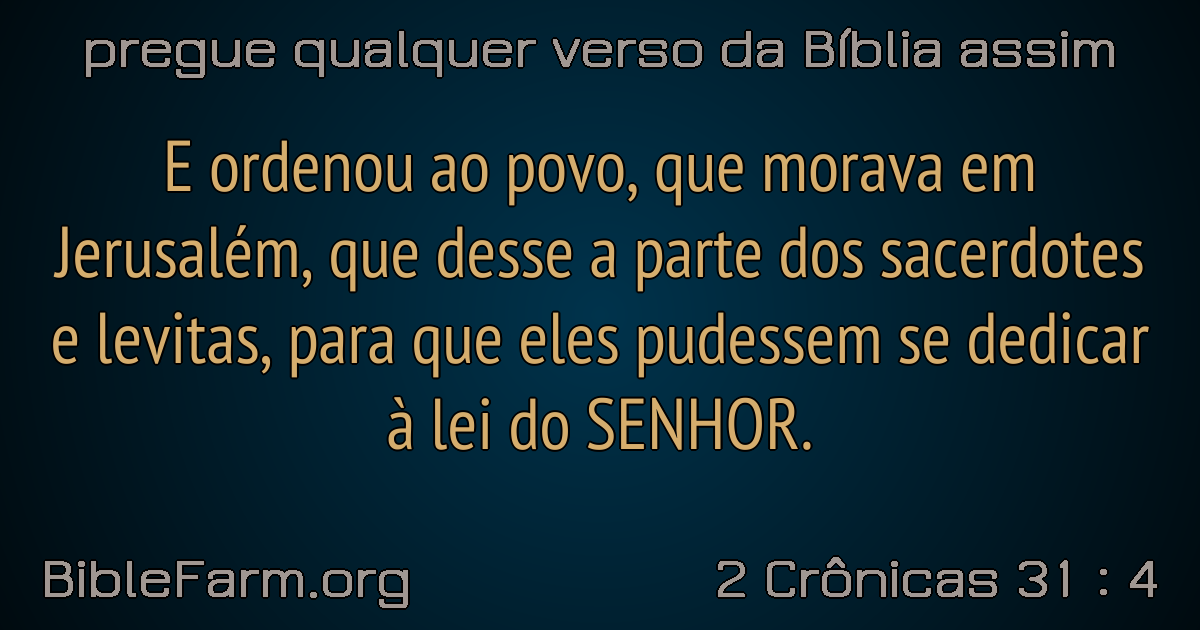 pregue qualquer verso da Bíblia assim
E ordenou ao povo, que morava em
Jerusalém, que desse a parte dos sacerdotes
e levitas, para que eles pudessem se dedicar
à lei do SENHOR.
BibleFarm.org
2 Crônicas 31 : 4